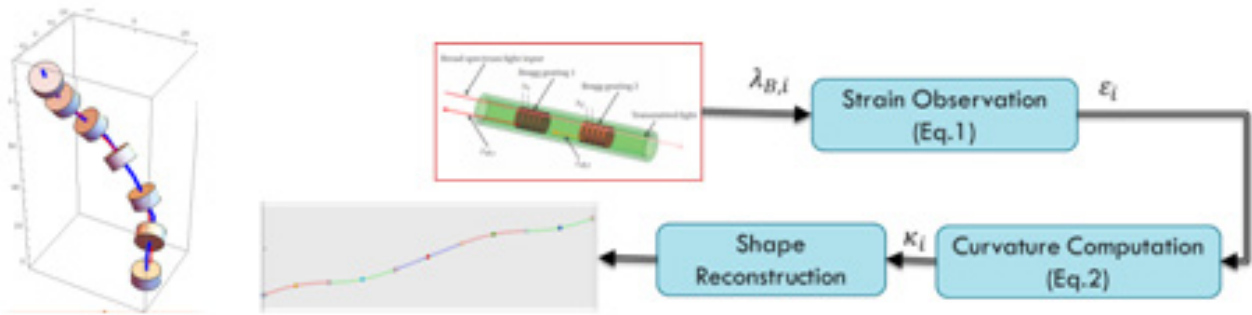 Broad spectrum light input
Bragg grating 1
Bragg grating 2
Transmitted light
λB,i
Strain Observation
(Eq.1)
εi
Shape
Reconstruction
κi
Curvature Computation
(Eq.2)